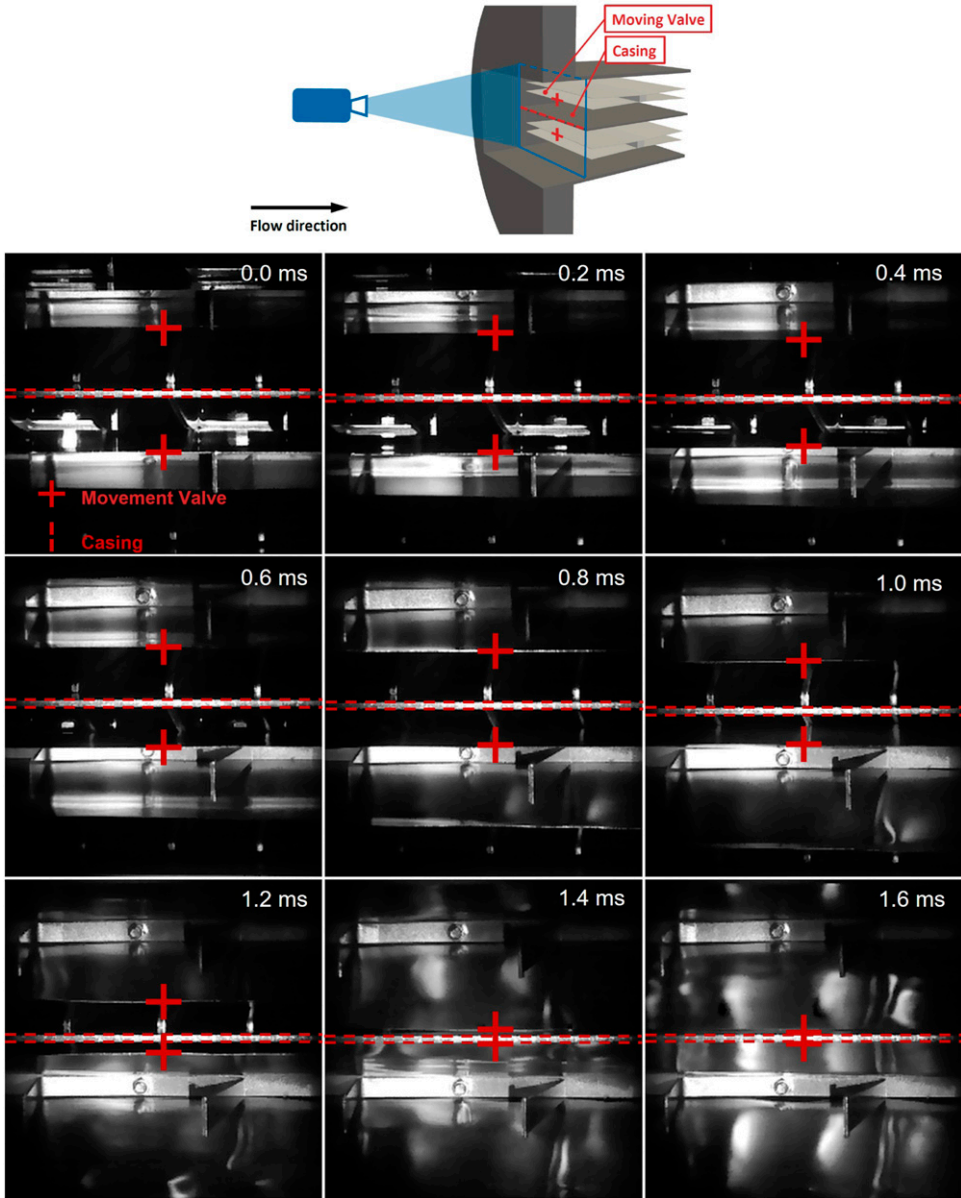 Moving Valve
Casing
Flow direction
0.0 ms
0.2 ms
0.4 ms
Movement Valve
Casing
0.6 ms
0.8 ms
1.0 ms
1.2 ms
1.4 ms
1.6 ms